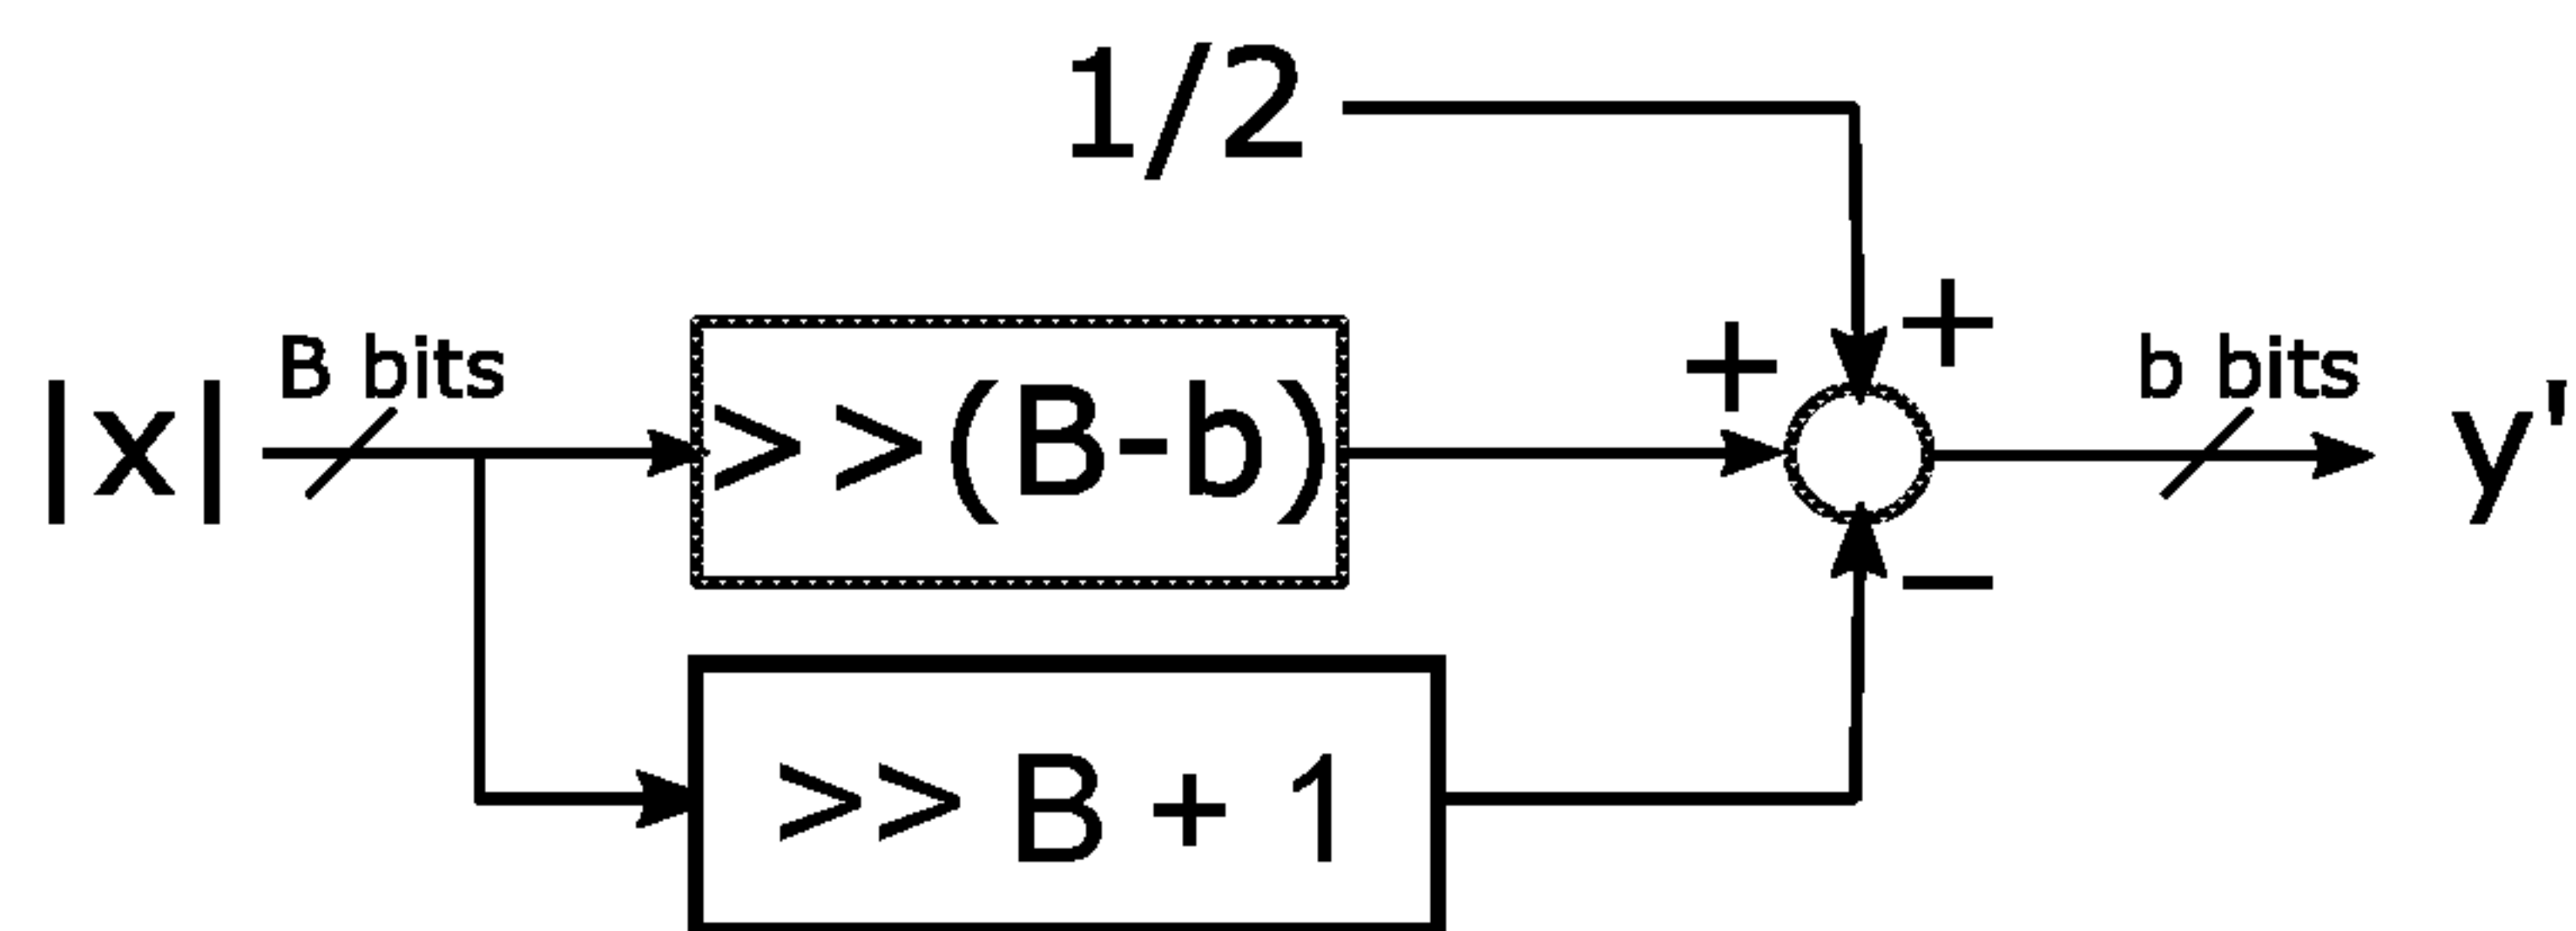 1/2
B bits
|x|
>>(B-b)
+
+
b bits
y'
−
>> B + 1